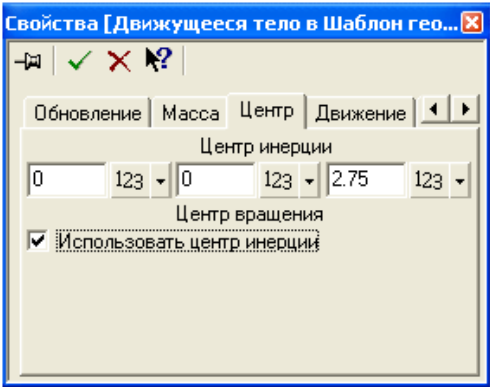 Свойства [Движущееся тело в Шаблон гео...
Обновление Масса Центр Движение
Центр инерции
0 123 0 123 2.75 123
Центр вращения
Использовать центр инерции